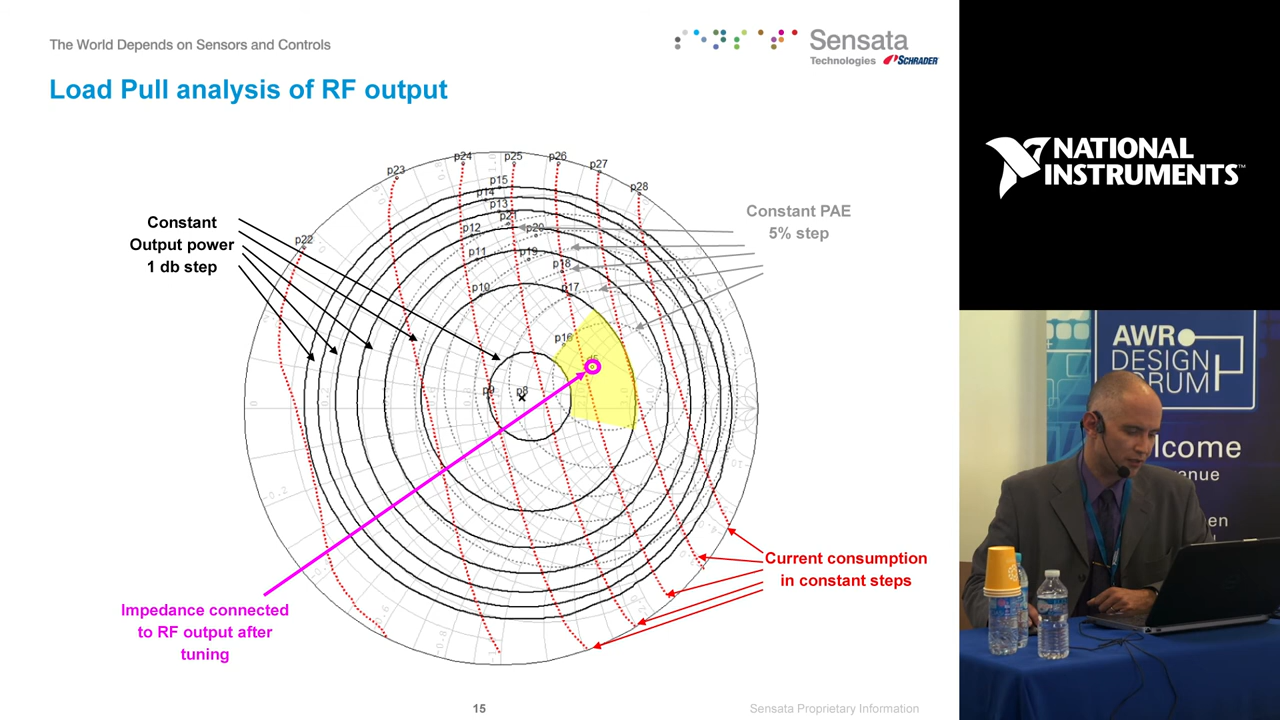 The World Depends on Sensors and Controls
Sensata
Technologies
SCHRADER
Load Pull analysis of RF output
p23
p24
p25
p26
p27
p28
p15
p14
p13
p21
p12
p20
p22
p11
p19
p18
p10
p17
p16
p9
p8
Constant
Output power
1 db step
Constant PAE
5% step
Current consumption
in constant steps
Impedance connected
to RF output after
tuning
15
Sensata Proprietary Information
NATIONAL
INSTRUMENTS™
AWR
DESIGN
FORUM
lcome
enue
en